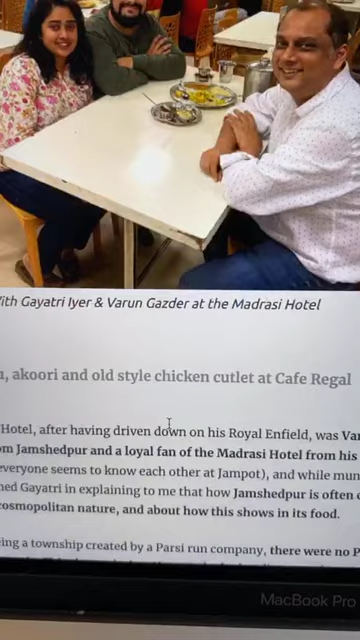 ith Gayatri Iyer & Varun Gazder at the Madrasi Hotel
, akoori and old style chicken cutlet at Cafe Regal
Hotel, after having driven down on his Royal Enfield, was Va
om Jamshedpur and a loyal fan of the Madrasi Hotel from his
everyone seems to know each other at Jampot), and while mun
ned Gayatri in explaining to me that how Jamshedpur is often
cosmopolitan nature, and about how this shows in its food.
ing a township created by a Parsi run company, there were no P
MacBook Pro